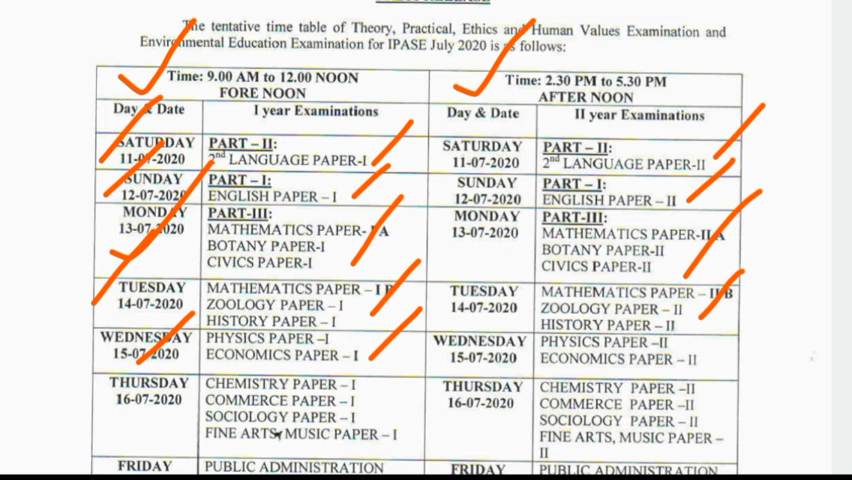 The tentative time table of Theory, Practical, Ethics and Human Values Examination and
Environmental Education Examination for IPASE July 2020 is as follows:
Time: 9.00 AM to 12.00 NOON
FORE NOON
Time: 2.30 PM to 5.30 PM
AFTER NOON
Day & Date
I year Examinations
Day & Date
II year Examinations
SATURDAY
11-07-2020
PART – II:
2nd LANGUAGE PAPER-I
SATURDAY
11-07-2020
PART – II:
2nd LANGUAGE PAPER-II
SUNDAY
12-07-2020
PART – I:
ENGLISH PAPER – I
SUNDAY
12-07-2020
PART – I:
ENGLISH PAPER – II
MONDAY
13-07-2020
PART-III:
MATHEMATICS PAPER- I A
BOTANY PAPER-I
CIVICS PAPER-I
MONDAY
13-07-2020
PART-III:
MATHEMATICS PAPER-II A
BOTANY PAPER-II
CIVICS PAPER-II
TUESDAY
14-07-2020
MATHEMATICS PAPER – I B
ZOOLOGY PAPER – I
HISTORY PAPER – I
TUESDAY
14-07-2020
MATHEMATICS PAPER – II B
ZOOLOGY PAPER – II
HISTORY PAPER – II
WEDNESDAY
15-07-2020
PHYSICS PAPER –I
ECONOMICS PAPER – I
WEDNESDAY
15-07-2020
PHYSICS PAPER –II
ECONOMICS PAPER – II
THURSDAY
16-07-2020
CHEMISTRY PAPER – I
COMMERCE PAPER – I
SOCIOLOGY PAPER – I
FINE ARTS, MUSIC PAPER – I
THURSDAY
16-07-2020
CHEMISTRY PAPER –II
COMMERCE PAPER –II
SOCIOLOGY PAPER – II
FINE ARTS, MUSIC PAPER –
II
FRIDAY
PUBLIC ADMINISTRATION
FRIDAY
PUBLIC ADMINISTRATION